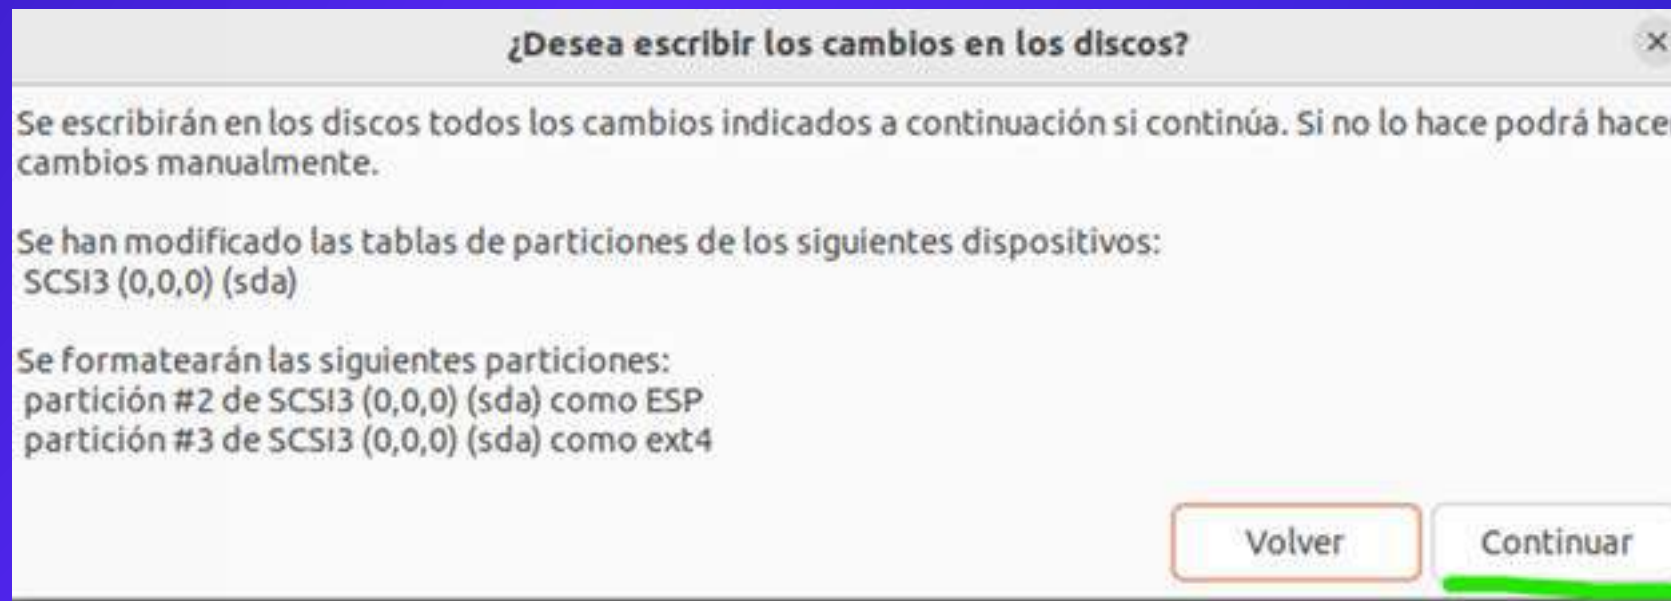 ¿Desea escribir los cambios en los discos?
Se escribirán en los discos todos los cambios indicados a continuación si continúa. Si no lo hace podrá hacer
cambios manualmente.
Se han modificado las tablas de particiones de los siguientes dispositivos:
SCSI3 (0,0,0) (sda)
Se formatearán las siguientes particiones:
partición #2 de SCSI3 (0,0,0) (sda) como ESP
partición #3 de SCSI3 (0,0,0) (sda) como ext4
Volver Continuar